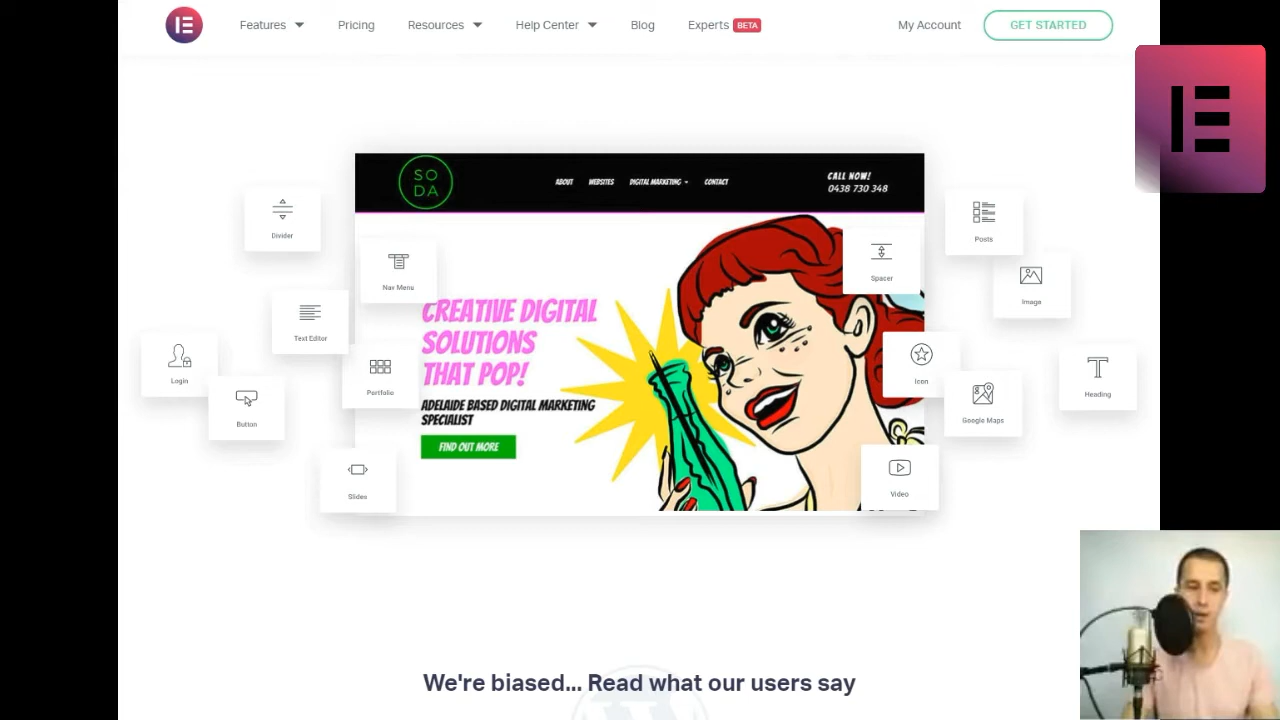 Features
Pricing
Resources
Help Center
Blog
Experts BETA
My Account
GET STARTED
SO
DA
ABOUT
WEBSITES
DIGITAL MARKETING
CONTACT
CALL NOW!
0438 730 348
Divider
Nav Menu
Spacer
Posts
Image
CREATIVE DIGITAL
SOLUTIONS
THAT POP!
Text Editor
Login
Portfolio
Icon
Heading
ADELAIDE BASED DIGITAL MARKETING
SPECIALIST
Button
Google Maps
FIND OUT MORE
Slides
Video
We're biased... Read what our users say